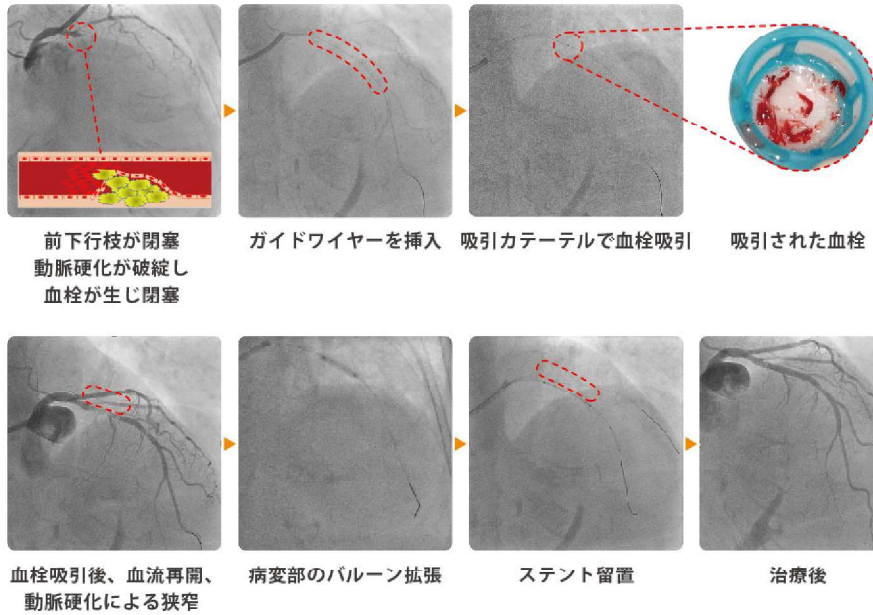 前下行枝が閉塞
動脈硬化が破綻し
血栓が生じ閉塞
ガイドワイヤーを挿入
吸引カテーテルで血栓吸引
吸引された血栓
血栓吸引後、血流再開、
動脈硬化による狭窄
病変部のバルーン拡張
ステント留置
治療後